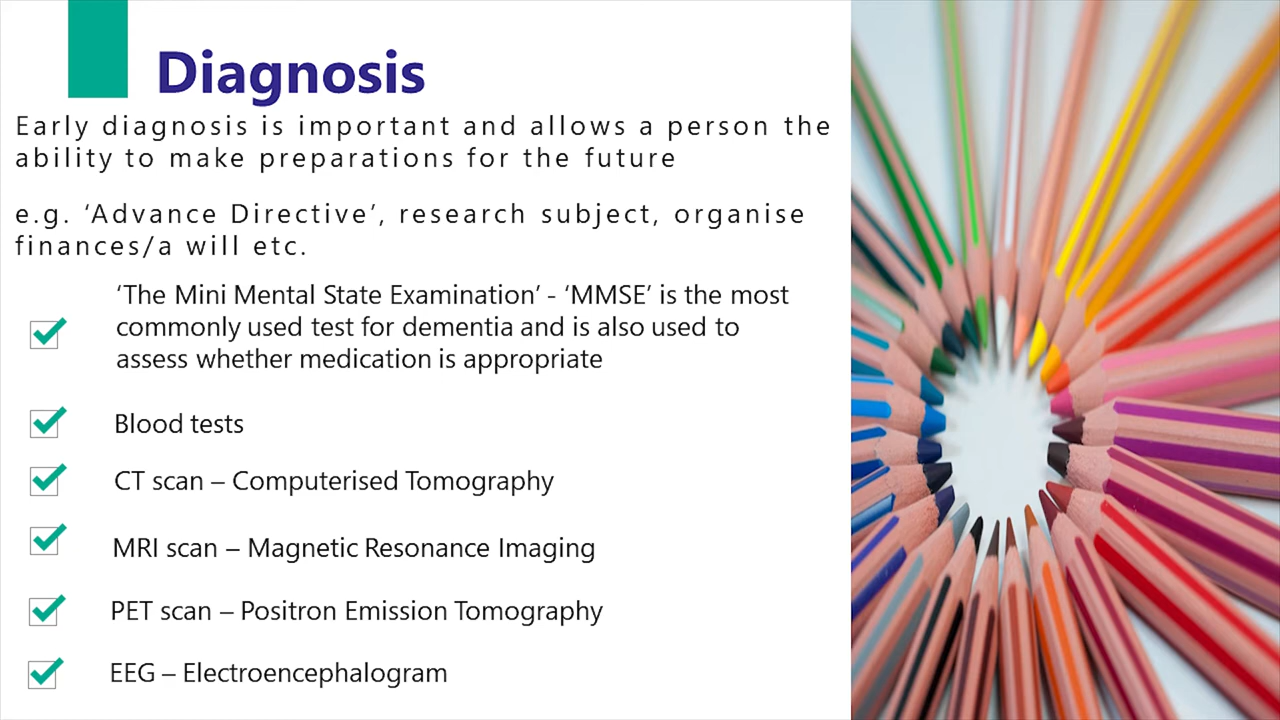 Diagnosis
Early diagnosis is important and allows a person the
ability to make preparations for the future
e.g. ‘Advance Directive’, research subject, organise
finances/a will etc.
‘The Mini Mental State Examination’ - ‘MMSE’ is the most
commonly used test for dementia and is also used to
assess whether medication is appropriate
Blood tests
CT scan – Computerised Tomography
MRI scan – Magnetic Resonance Imaging
PET scan – Positron Emission Tomography
EEG – Electroencephalogram